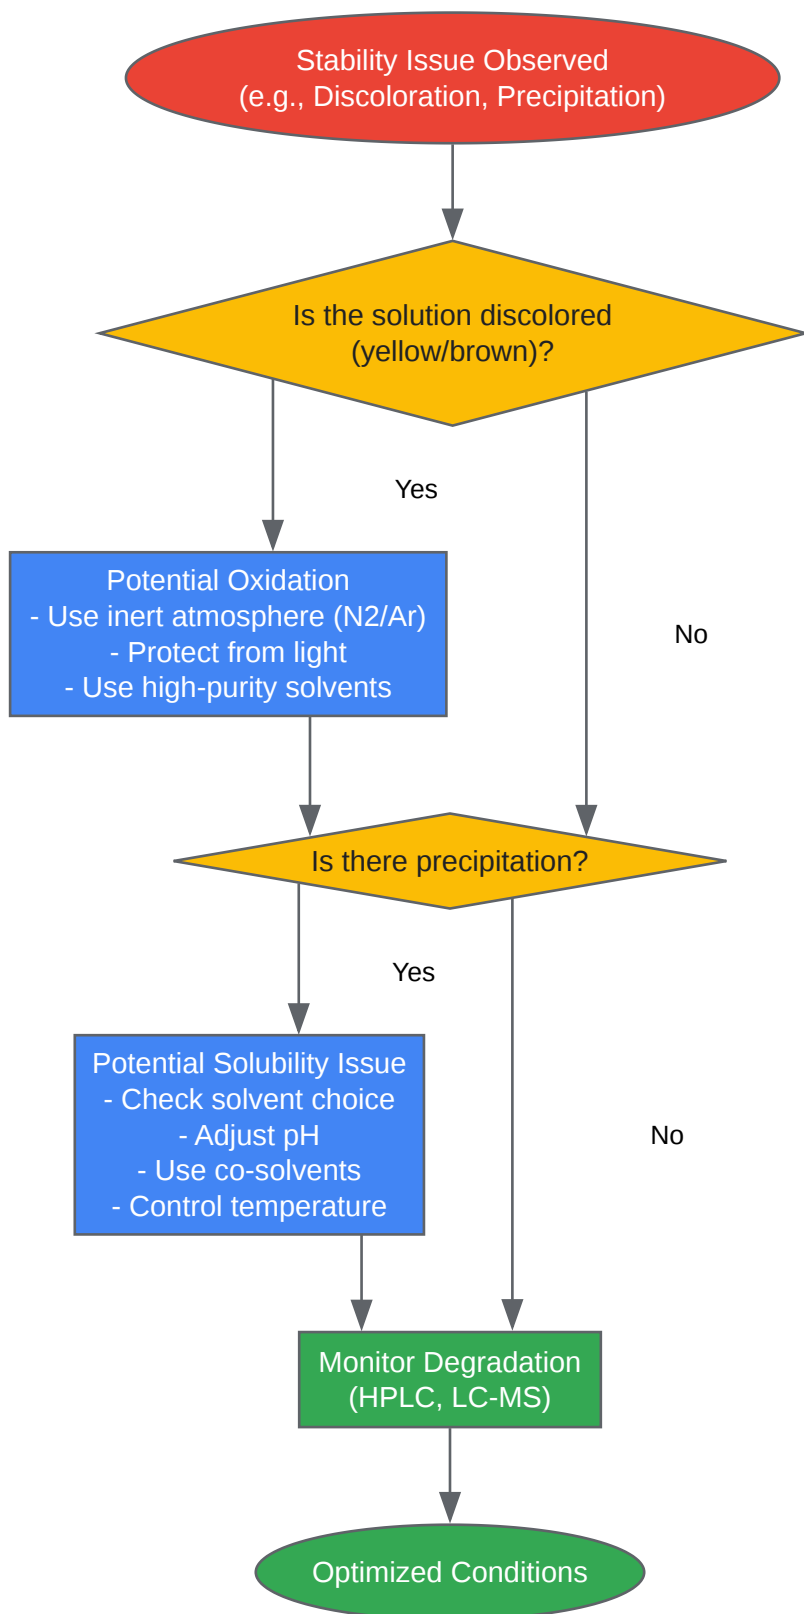 Stability Issue Observed
(e.g., Discoloration, Precipitation)
Is the solution discolored
(yellow/brown)?
Yes
Potential Oxidation
- Use inert atmosphere (N2/Ar)
- Protect from light
- Use high-purity solvents
No
Is there precipitation?
Yes
Potential Solubility Issue
- Check solvent choice
- Adjust pH
- Use co-solvents
- Control temperature
No
Monitor Degradation
(HPLC, LC-MS)
Optimized Conditions